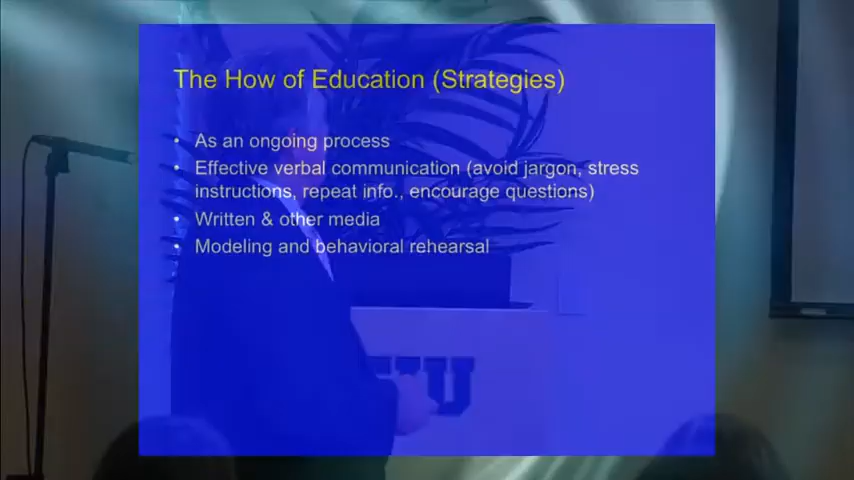 The How of Education (Strategies)
• As an ongoing process
• Effective verbal communication (avoid jargon, stress
instructions, repeat info., encourage questions)
• Written & other media
• Modeling and behavioral rehearsal